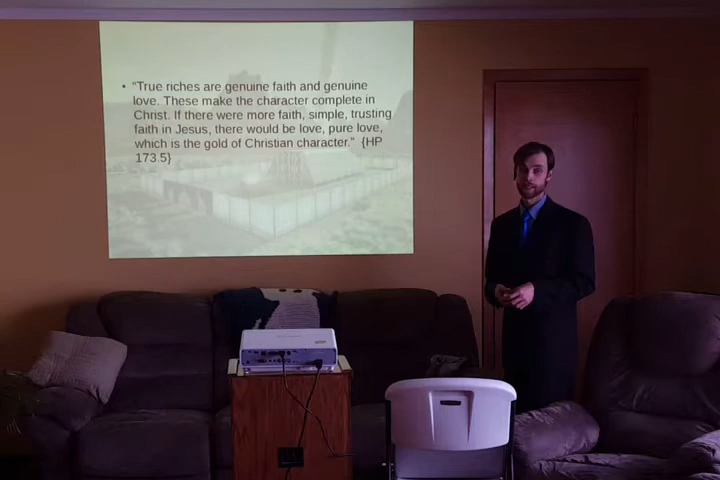 • “True riches are genuine faith and genuine
love. These make the character complete in
Christ. If there were more faith, simple, trusting
faith in Jesus, there would be love, pure love,
which is the gold of Christian character.” {HP
173.5}